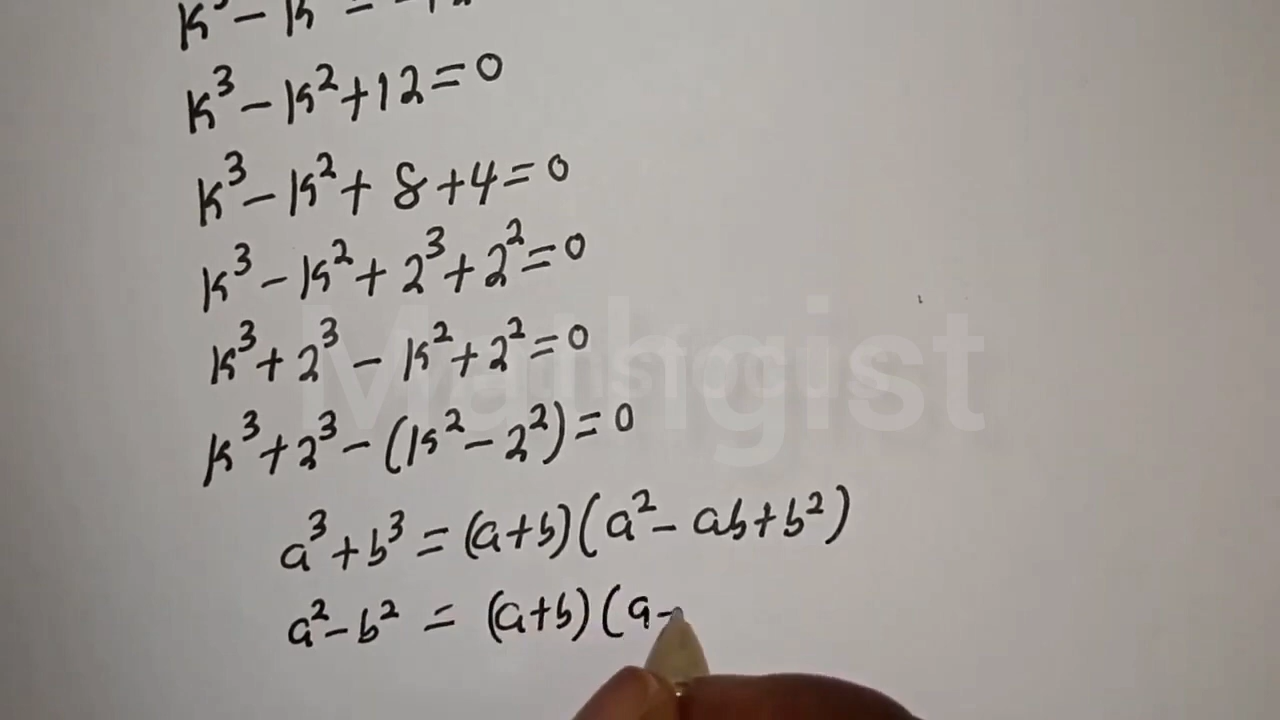 k³ - k² + 12 = 0
k³ - k² + 8 + 4 = 0
k³ - k² + 2³ + 2² = 0
k³ + 2³ - k² + 2² = 0
Mathgist
k³ + 2³ - (k² - 2²) = 0
a³ + b³ = (a+b)(a² - ab + b²)
a² - b² = (a+b)(a -